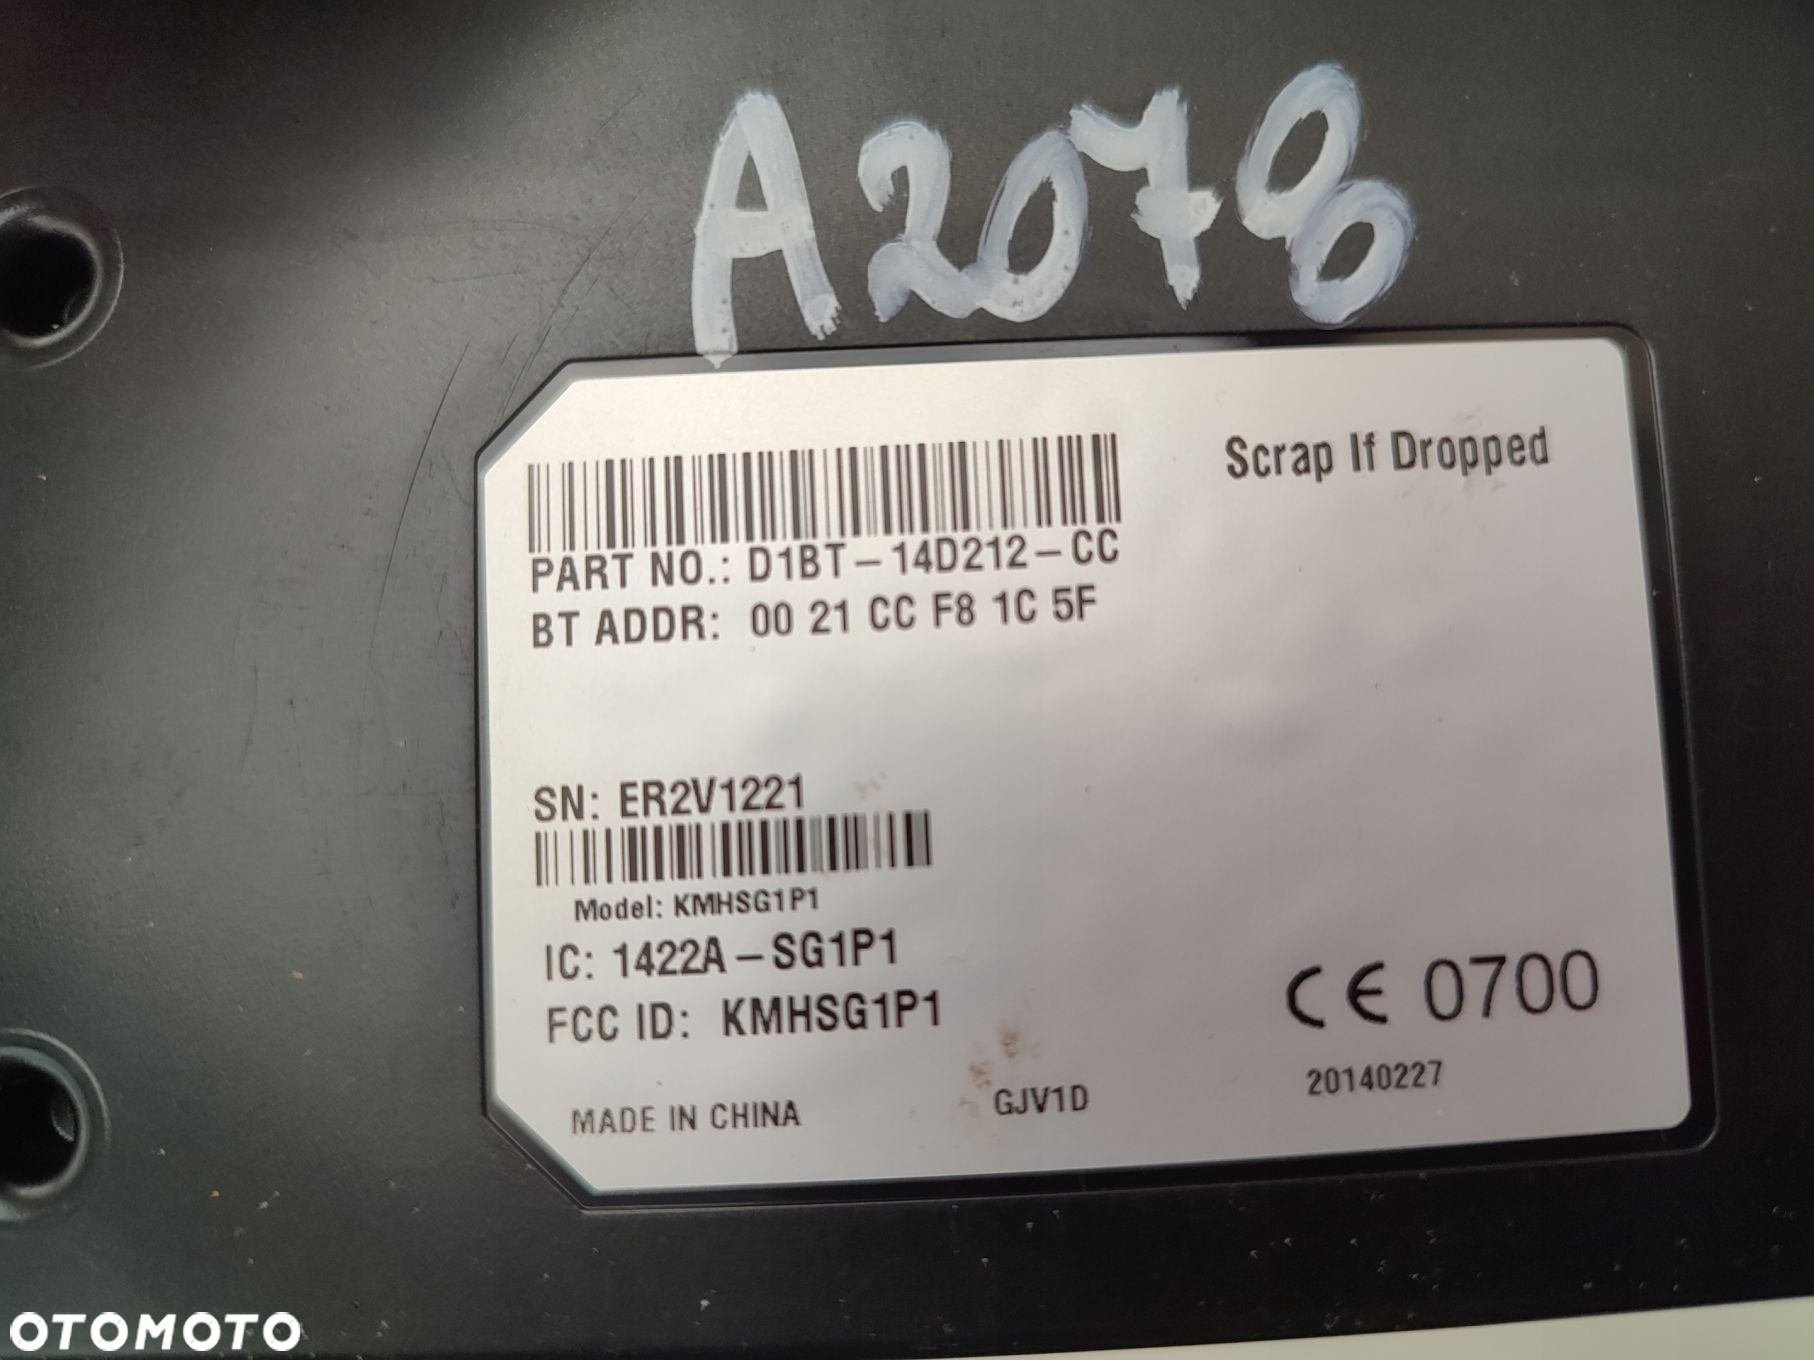 A2078
Scrap If Dropped
PART NO.: D1BT-14D212-CC
BT ADDR: 00 21 CC F8 1C 5F
SN: ER2V1221
Model: KMHSG1P1
IC: 1422A-SG1P1
FCC ID: KMHSG1P1
CE 0700
20140227
MADE IN CHINA
GJV1D
OTOMOTO